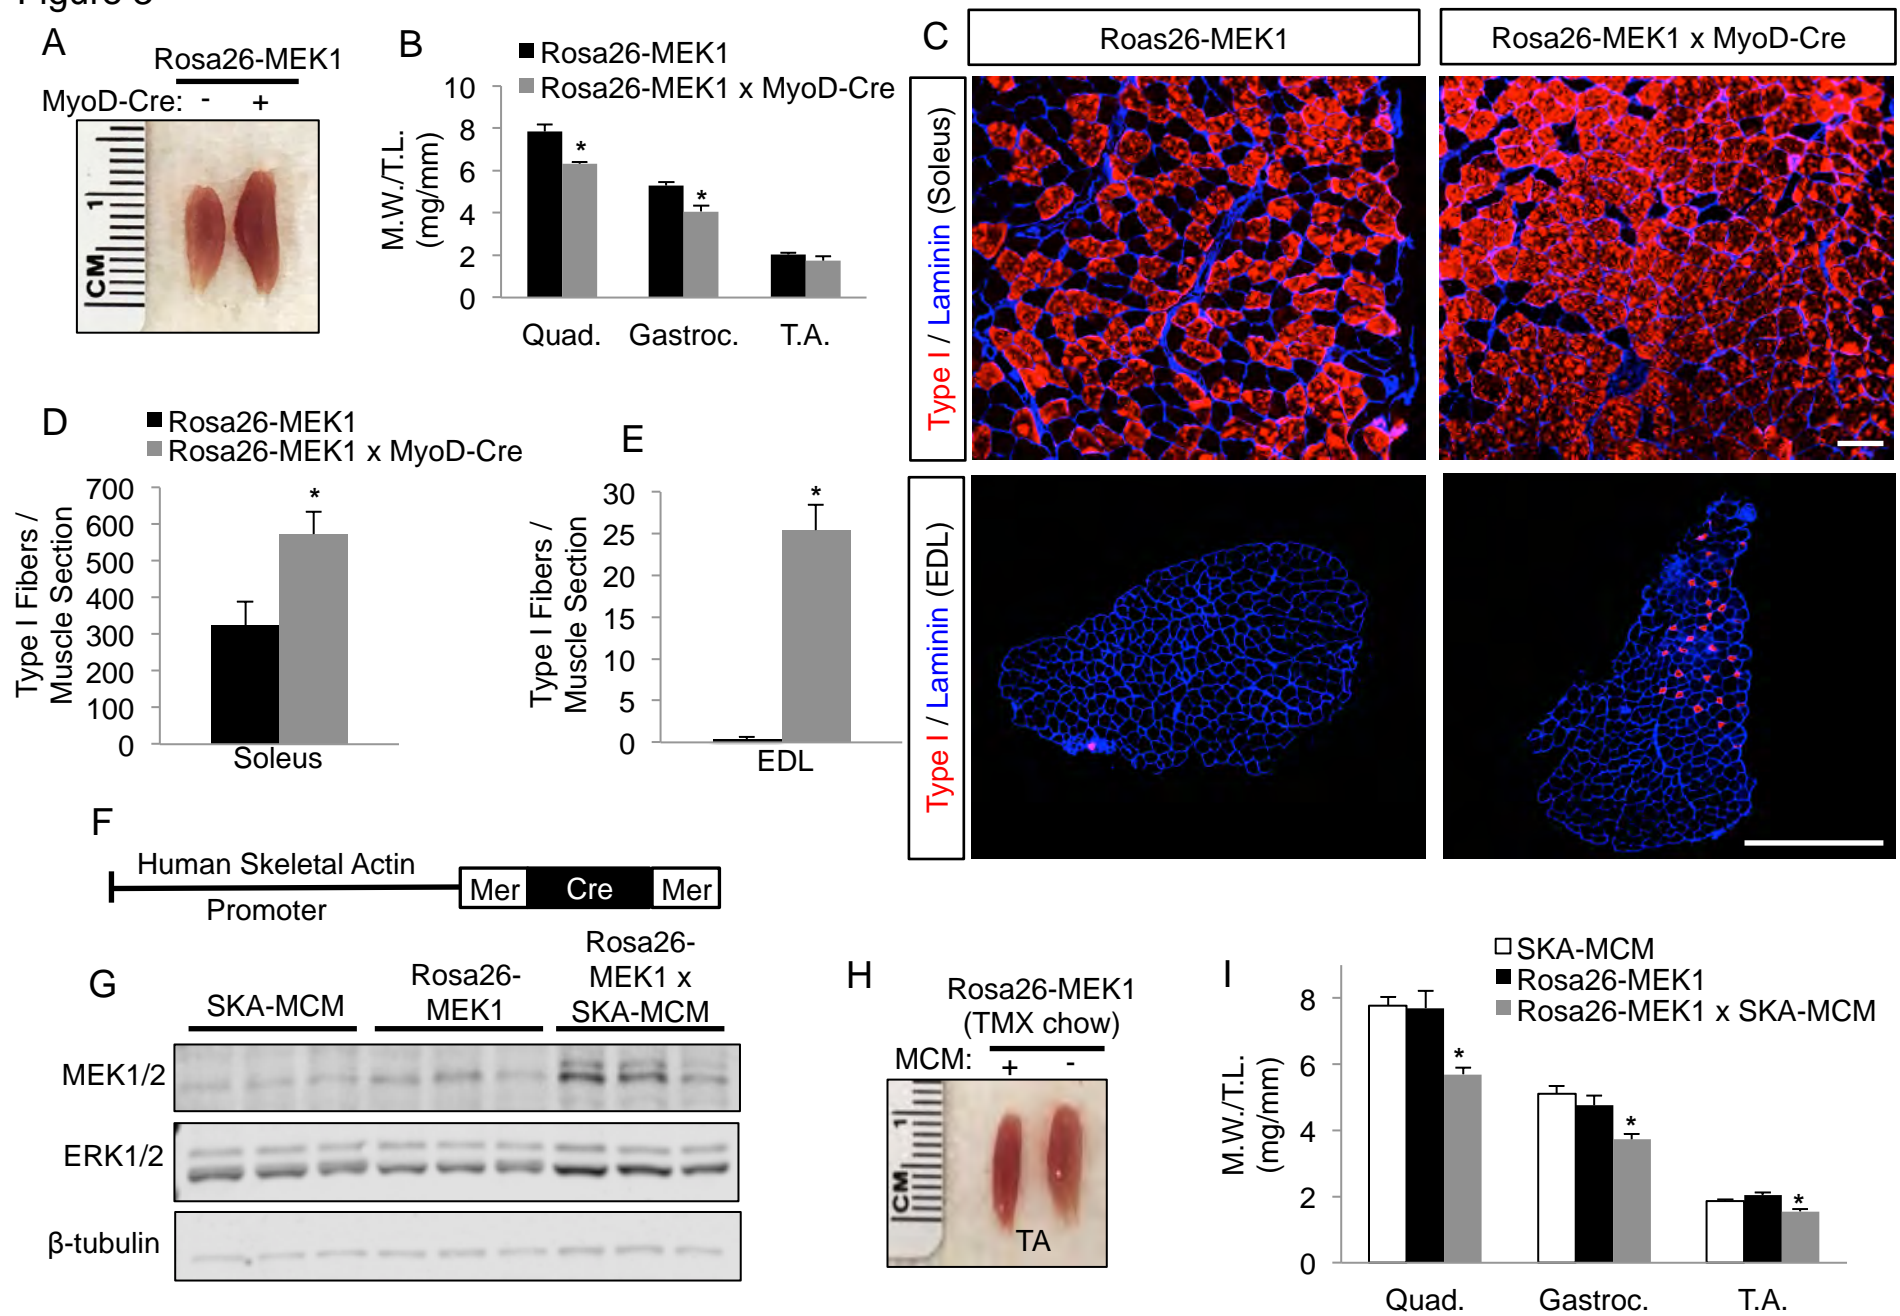 A
Rosa26-MEK1
MyoD-Cre: - +
CM
1
B
Rosa26-MEK1
Rosa26-MEK1 x MyoD-Cre
M.W./T.L.
(mg/mm)
10
8
6
4
2
0
*
*
Quad. Gastroc. T.A.
C
Roas26-MEK1
Rosa26-MEK1 x MyoD-Cre
Type I / Laminin (Soleus)
Type I / Laminin (EDL)
D
Rosa26-MEK1
Rosa26-MEK1 x MyoD-Cre
Type I Fibers /
Muscle Section
700
600
500
400
300
200
100
0
*
Soleus
E
Type I Fibers /
Muscle Section
30
25
20
15
10
5
0
*
EDL
F
Human Skeletal Actin
Promoter
Mer Cre Mer
G
SKA-MCM
Rosa26-
MEK1
Rosa26-
MEK1 x
SKA-MCM
MEK1/2
ERK1/2
β-tubulin
H
Rosa26-MEK1
(TMX chow)
MCM: + -
CM
1
TA
I
SKA-MCM
Rosa26-MEK1
Rosa26-MEK1 x SKA-MCM
M.W./T.L.
(mg/mm)
8
6
4
2
0
*
*
*
Quad. Gastroc. T.A.